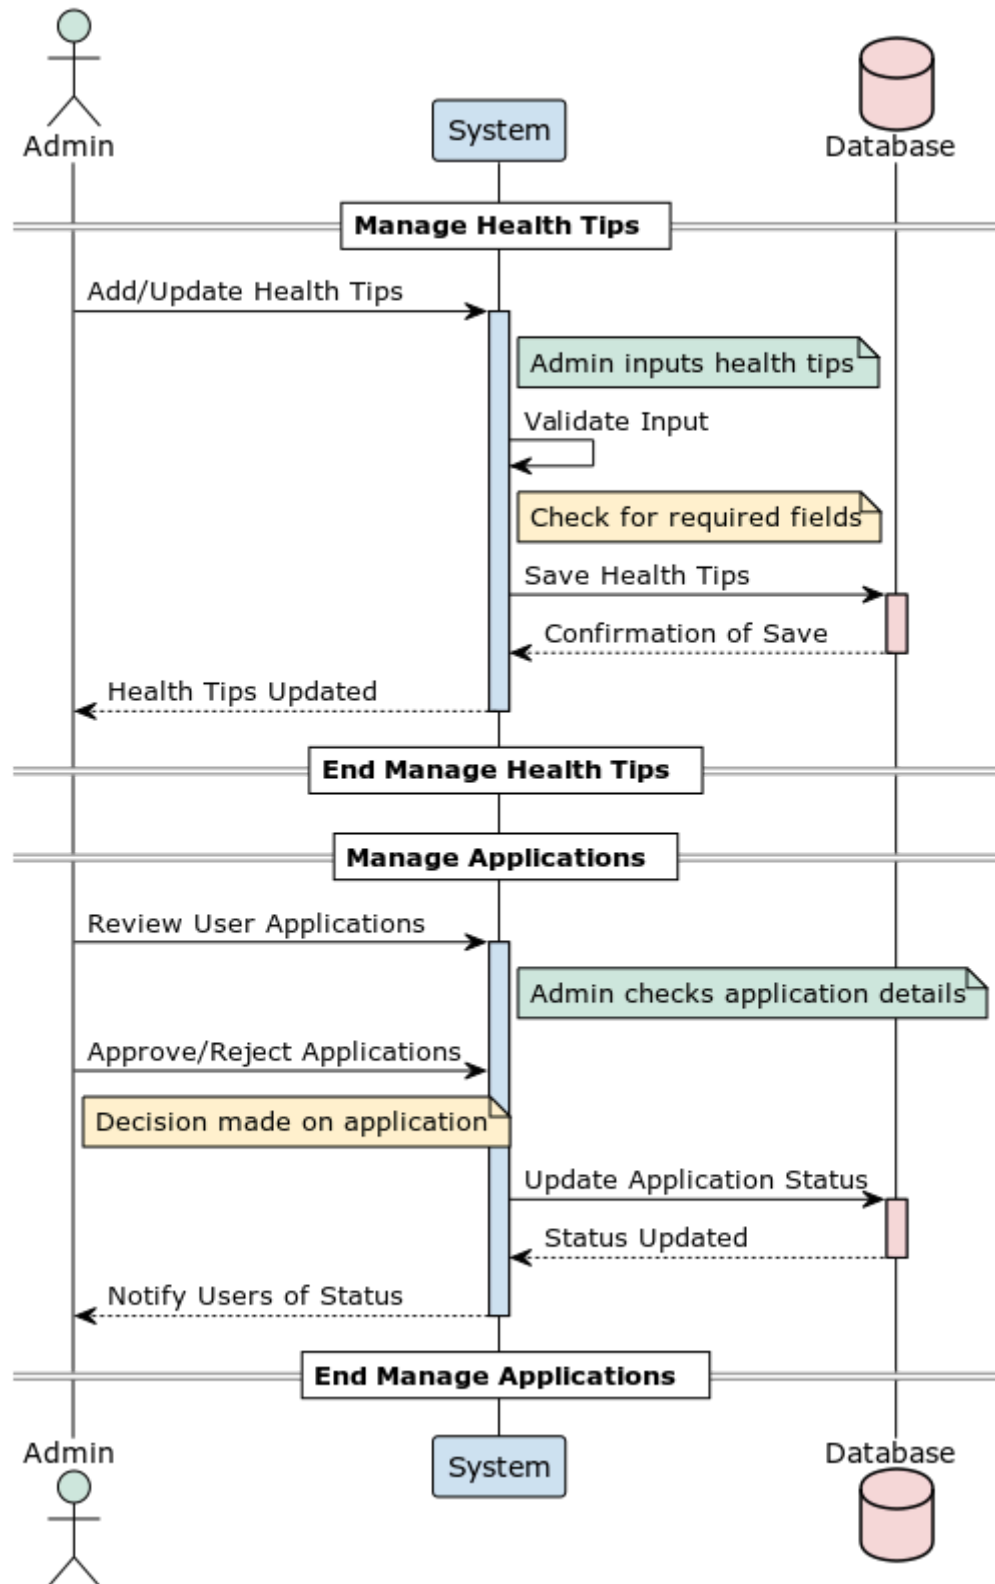 Admin
System
Database
Manage Health Tips
Add/Update Health Tips
Admin inputs health tips
Validate Input
Check for required fields
Save Health Tips
Confirmation of Save
Health Tips Updated
End Manage Health Tips
Manage Applications
Review User Applications
Admin checks application details
Approve/Reject Applications
Decision made on application
Update Application Status
Status Updated
Notify Users of Status
End Manage Applications
Admin
System
Database